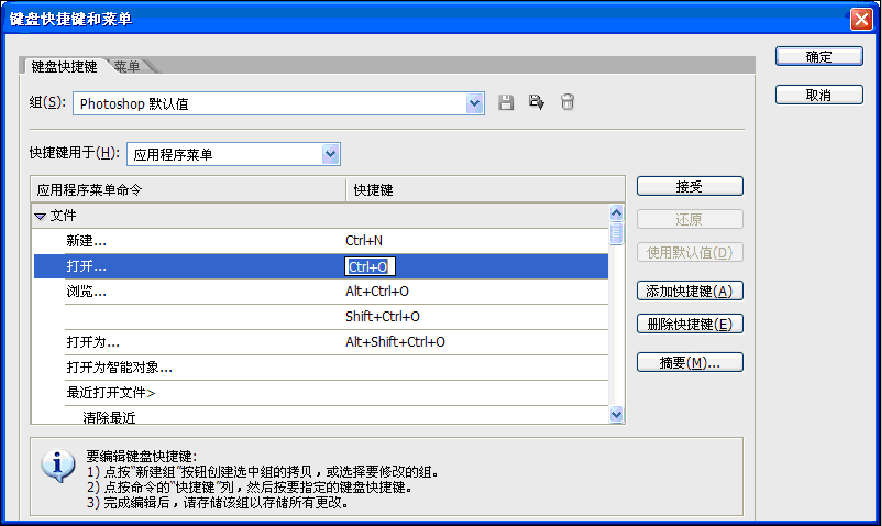 键盘快捷键和菜单
键盘快捷键 菜单
确定
组(S): Photoshop 默认值
取消
快捷键用于(H): 应用程序菜单
应用程序菜单命令 快捷键
接受
文件
还原
新建... Ctrl+N
打开... Ctrl+O
使用默认值(D)
浏览... Alt+Ctrl+O
添加快捷键(A)
Shift+Ctrl+O
删除快捷键(E)
打开为... Alt+Shift+Ctrl+O
打开为智能对象...
摘要(M)...
最近打开文件>
清除最近
要编辑键盘快捷键:
1) 点按“新建组”按钮创建选中组的拷贝，或选择要修改的组。
2) 点按命令的“快捷键”列，然后按要指定的键盘快捷键。
3) 完成编辑后，请存储该组以存储所有更改。